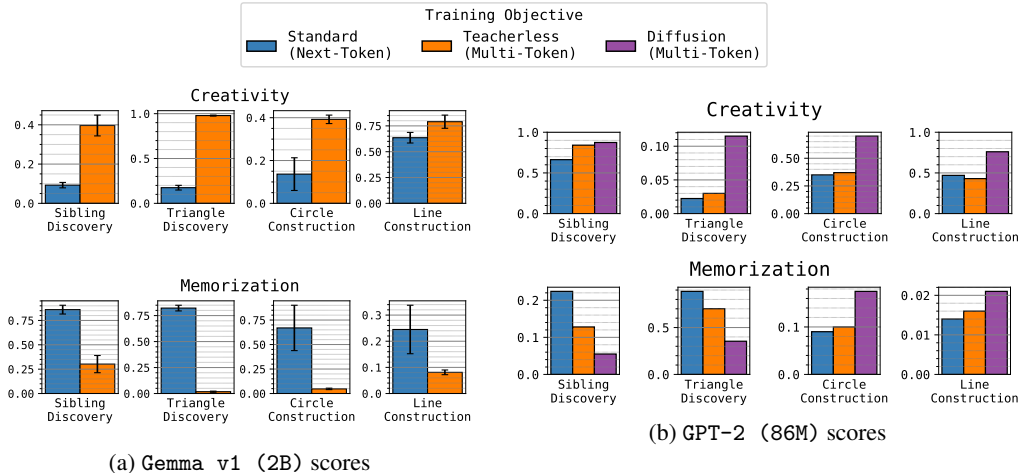 Training Objective
Standard (Next-Token)
Teacherless (Multi-Token)
Diffusion (Multi-Token)
Creativity
0.4
0.2
0.0
Sibling Discovery
1.0
0.5
0.0
Triangle Discovery
0.4
0.2
0.0
Circle Construction
0.75
0.50
0.25
0.00
Line Construction
Memorization
0.75
0.50
0.25
0.00
Sibling Discovery
0.75
0.50
0.25
0.00
Triangle Discovery
0.75
0.50
0.25
0.00
Circle Construction
0.3
0.2
0.1
0.0
Line Construction
(a) Gemma v1 (2B) scores
Creativity
1.0
0.5
0.0
Sibling Discovery
0.10
0.05
0.00
Triangle Discovery
0.50
0.25
0.00
Circle Construction
1.0
0.5
0.0
Line Construction
Memorization
0.2
0.1
0.0
Sibling Discovery
0.5
0.0
Triangle Discovery
0.1
0.0
Circle Construction
0.02
0.01
0.00
Line Construction
(b) GPT-2 (86M) scores